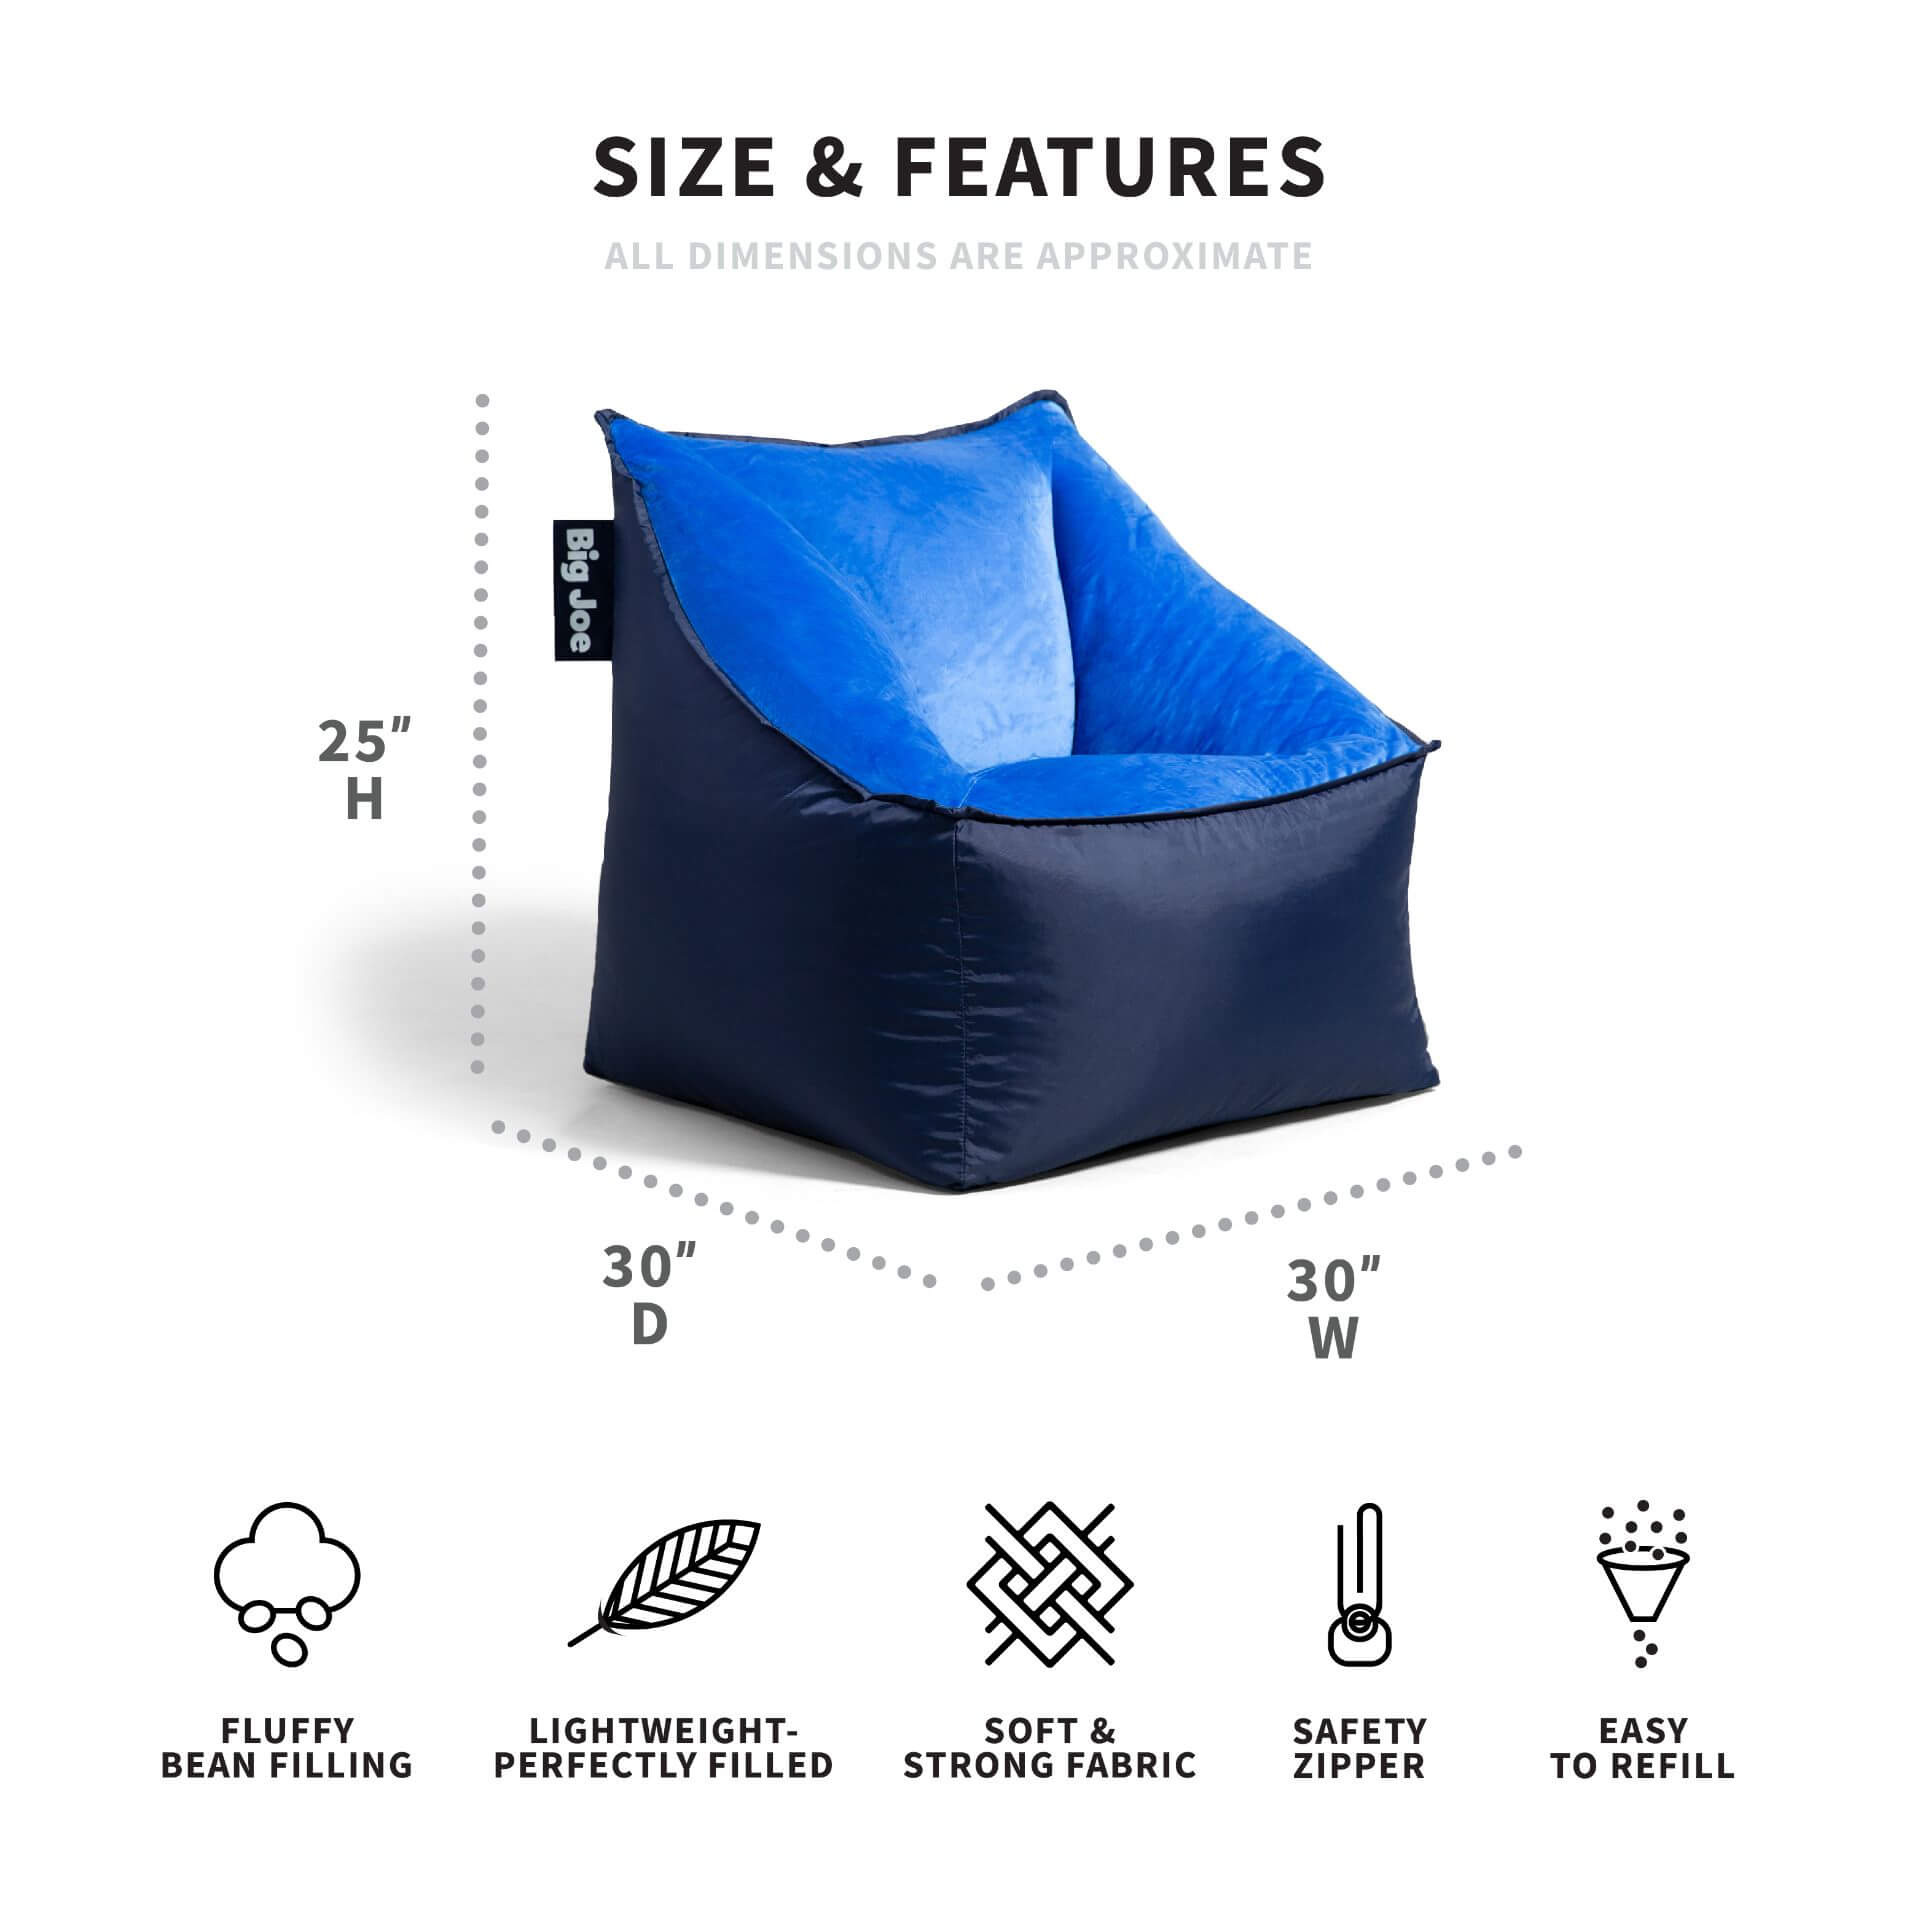 SIZE & FEATURES
ALL DIMENSIONS ARE APPROXIMATE
Big Joe
25"
H
30"
D
30"
W
FLUFFY
BEAN FILLING
LIGHTWEIGHT-
PERFECTLY FILLED
SOFT &
STRONG FABRIC
SAFETY
ZIPPER
EASY
TO REFILL